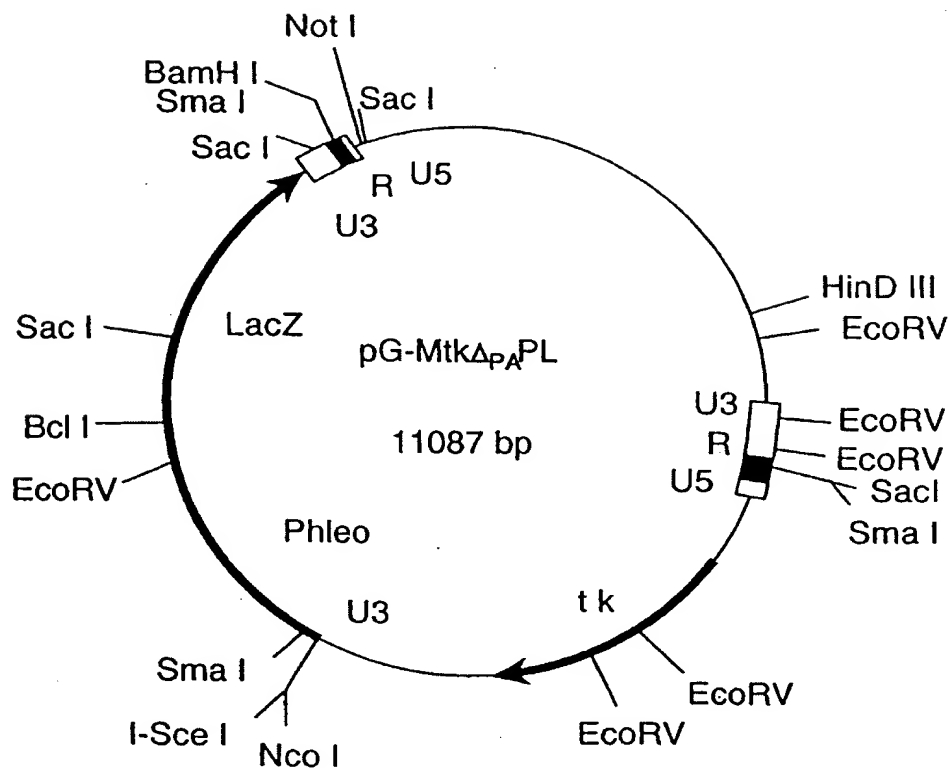 Not I
BamH I
Sma I
Sac I
Sac I
R
U5
U3
HinD III
EcoRV
Sac I
LacZ
pG-MtkΔPAPL
U3
EcoRV
Bcl I
11087 bp
R
EcoRV
EcoRV
U5
SacI
Sma I
Phleo
U3
t k
Sma I
EcoRV
I-Sce I
Nco I
EcoRV